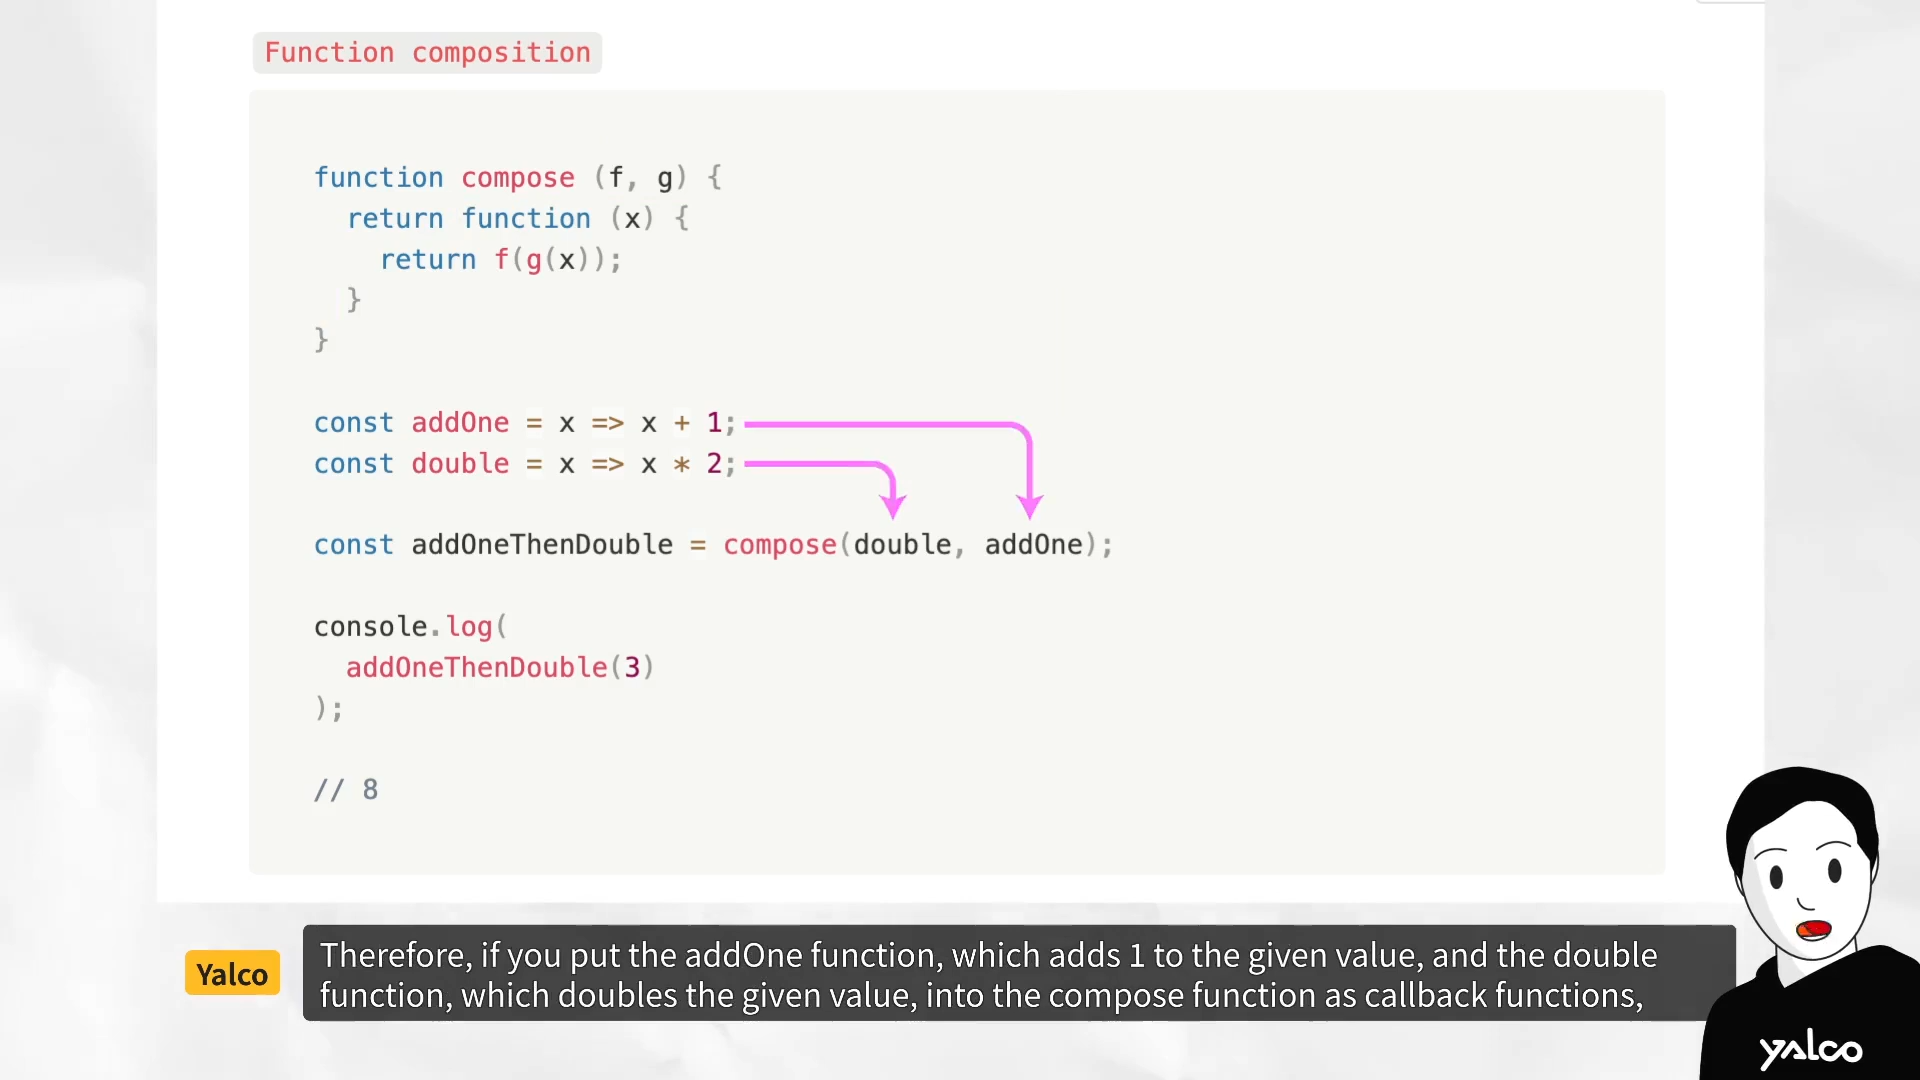 Function composition
function compose (f, g) {
  return function (x) {
    return f(g(x));
  }
}
const addOne = x => x + 1;
const double = x => x * 2;
const addOneThenDouble = compose(double, addOne);
console.log(
  addOneThenDouble(3)
);
// 8
Yalco
Therefore, if you put the addOne function, which adds 1 to the given value, and the double
function, which doubles the given value, into the compose function as callback functions,
yalco